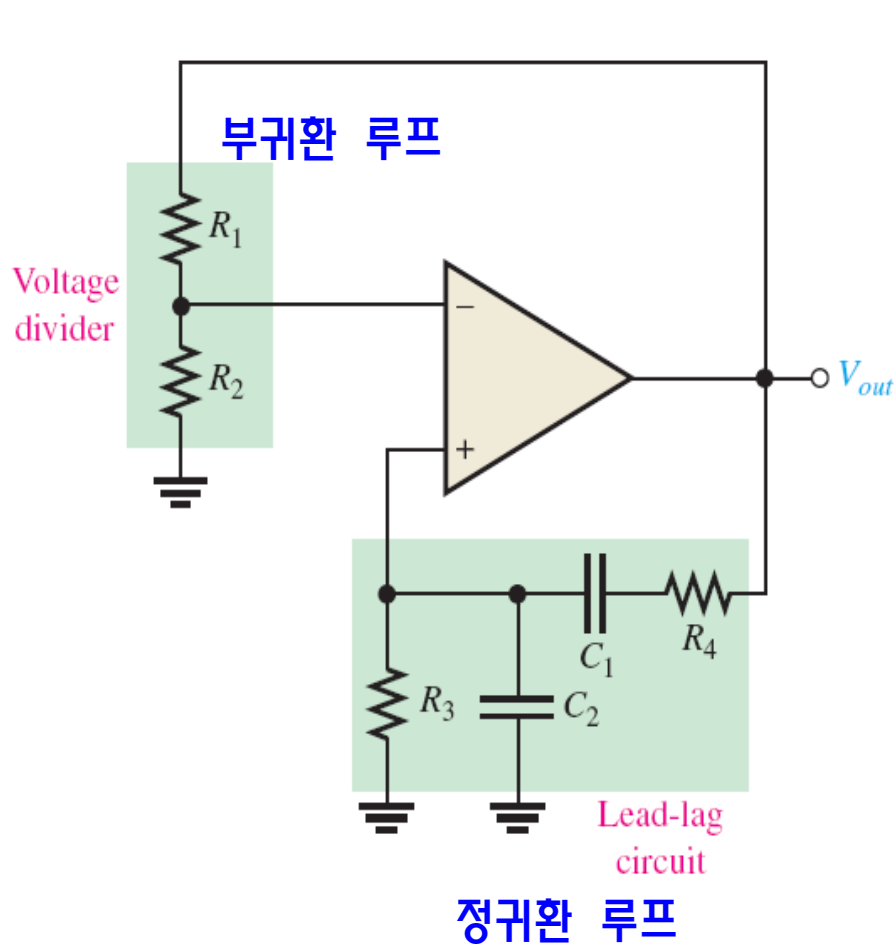 부귀환 루프
R1
Voltage
divider
R2
−
+
Vout
R4
C1
R3
C2
Lead-lag
circuit
정귀환 루프